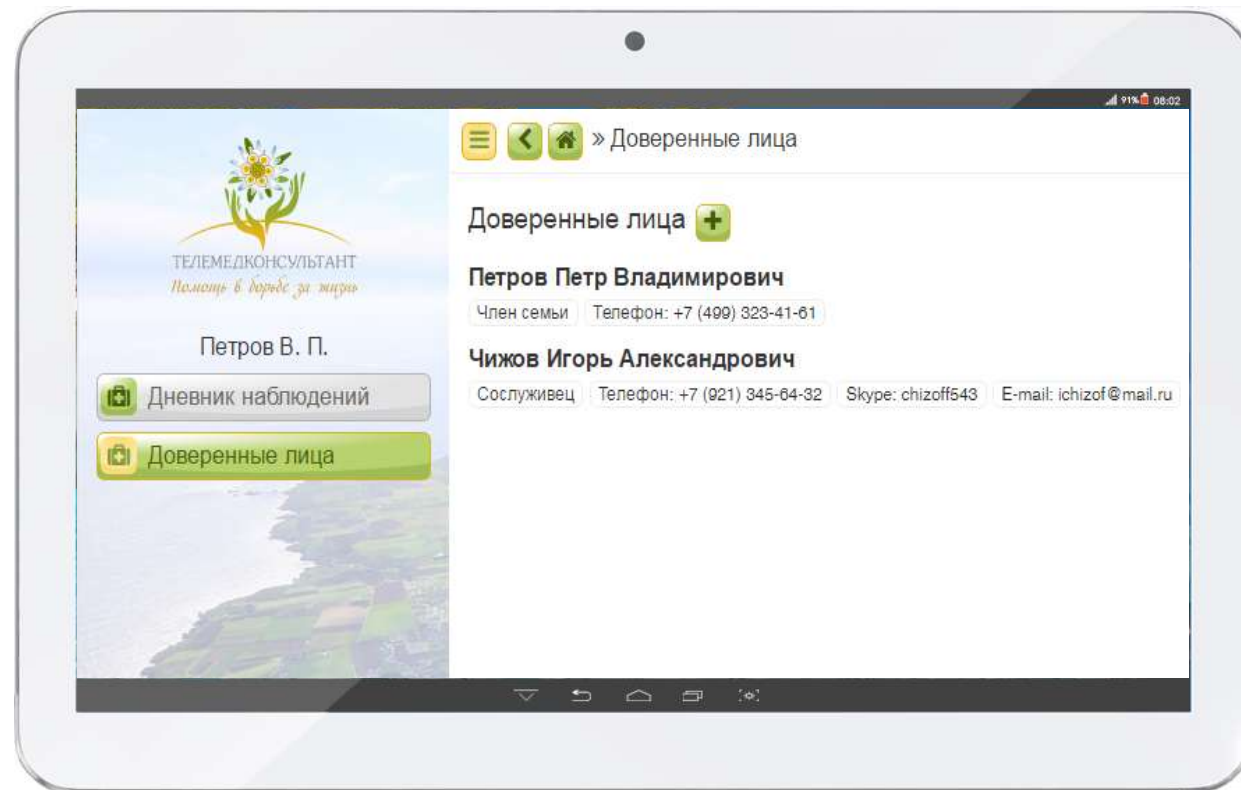 91% 08:02
» Доверенные лица
ТЕЛЕМЕДКОНСУЛЬТАНТ
Помощь в борьбе за жизнь
Петров В. П.
Дневник наблюдений
Доверенные лица
Доверенные лица
Петров Петр Владимирович
Член семьи Телефон: +7 (499) 323-41-61
Чижов Игорь Александрович
Сослуживец Телефон: +7 (921) 345-64-32 Skype: chizoff543 E-mail: ichizof@mail.ru